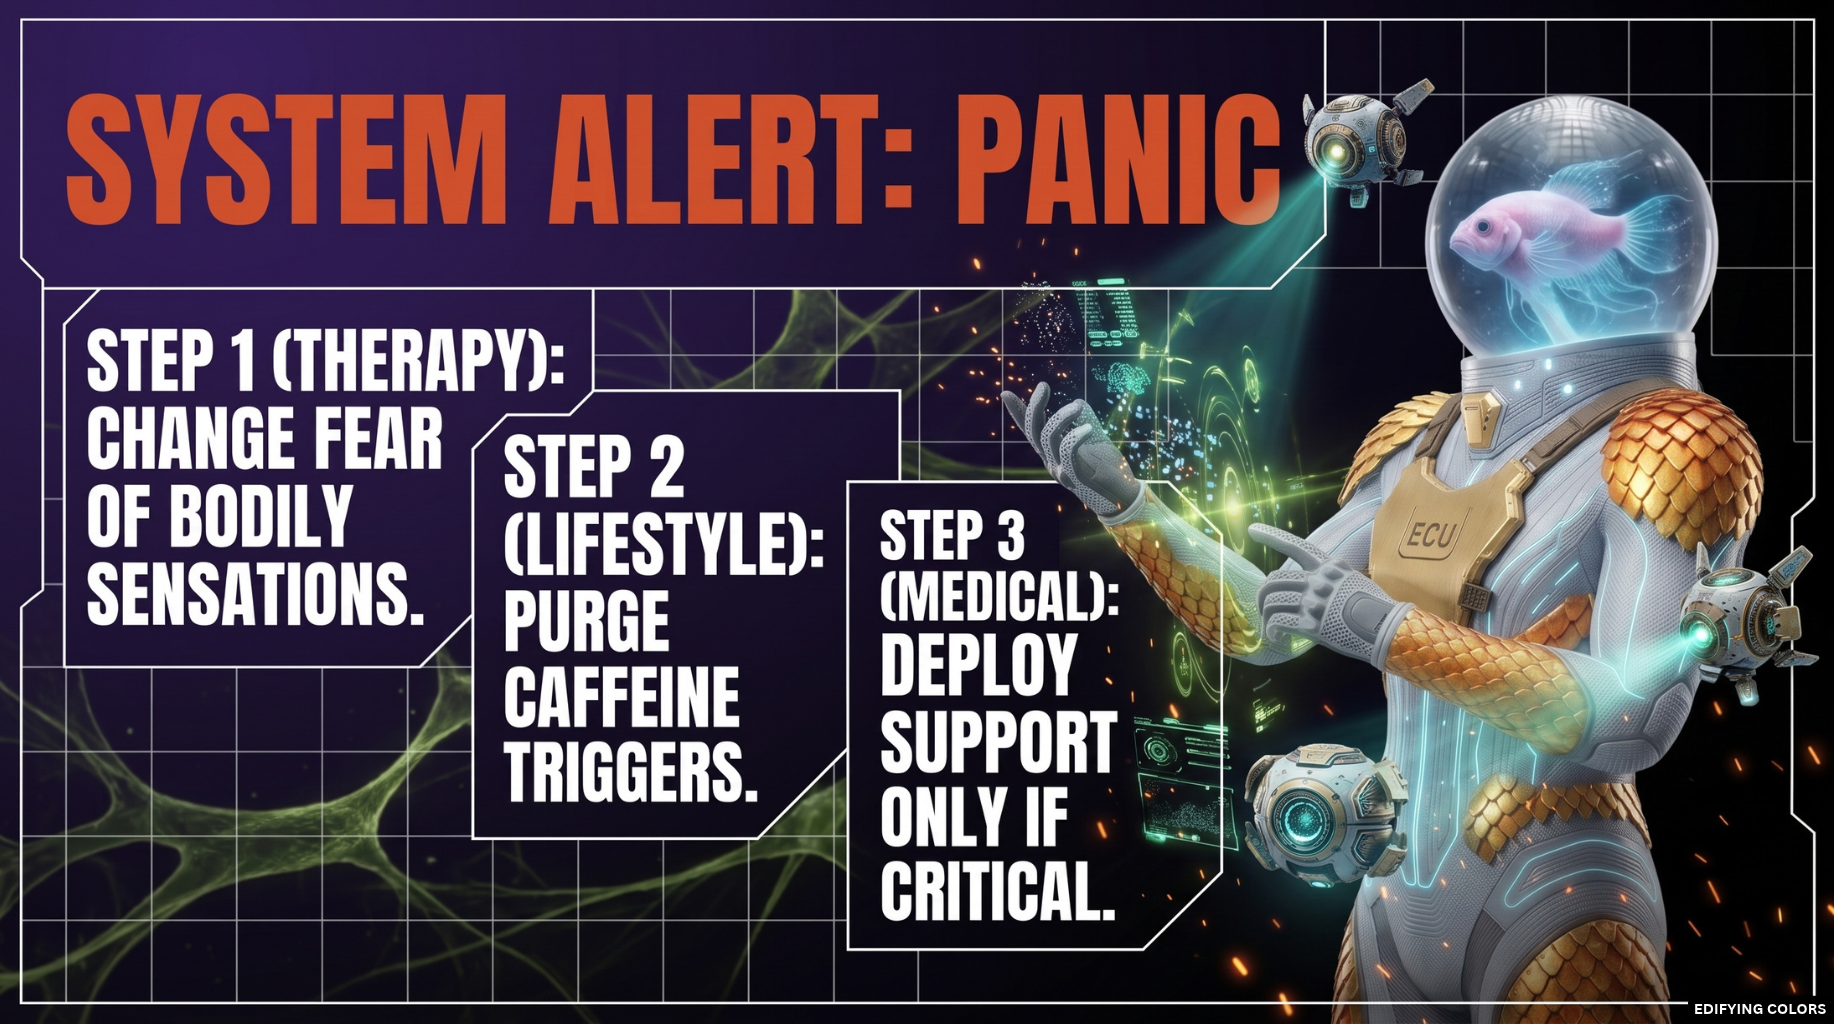 SYSTEM ALERT: PANIC
STEP 1 (THERAPY):
CHANGE FEAR
OF BODILY
SENSATIONS.
STEP 2
(LIFESTYLE):
PURGE
CAFFEINE
TRIGGERS.
STEP 3
(MEDICAL):
DEPLOY
SUPPORT
ONLY IF
CRITICAL.
ECU
EDIFYING COLORS